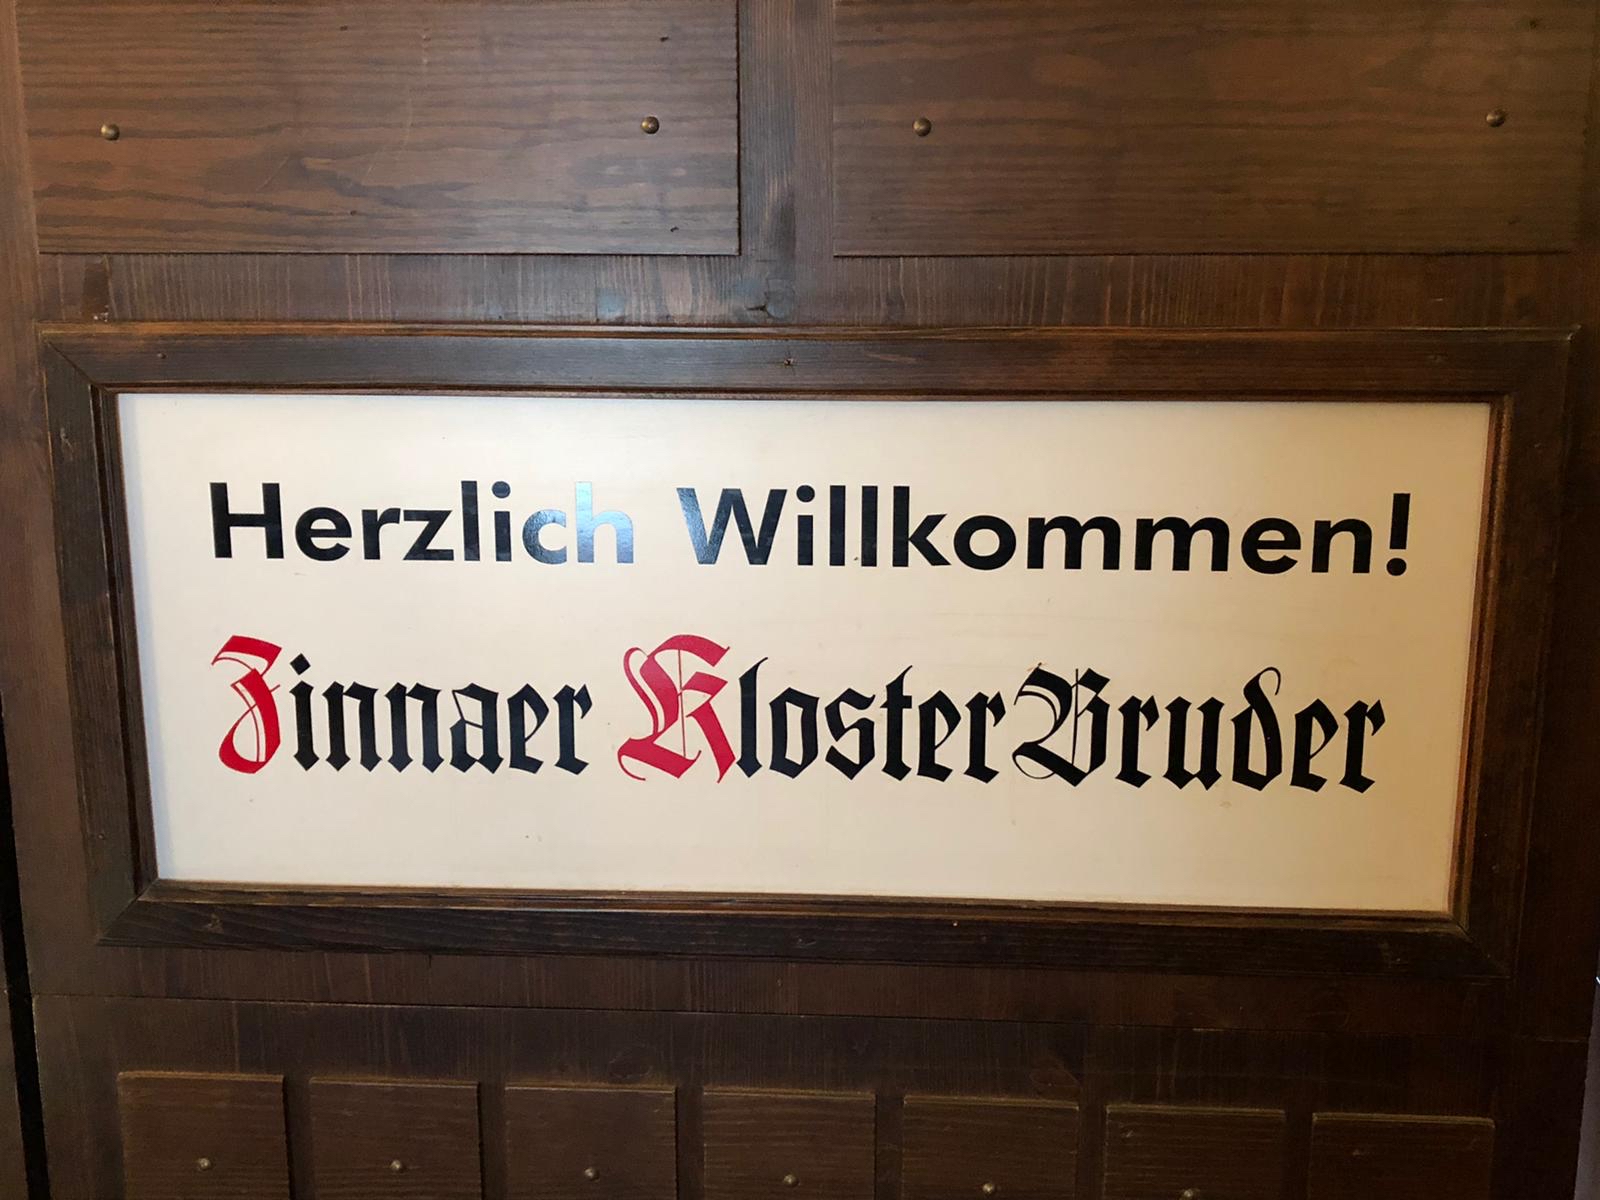 Herzlich Willkommen!
Zinnaer KlosterBruder